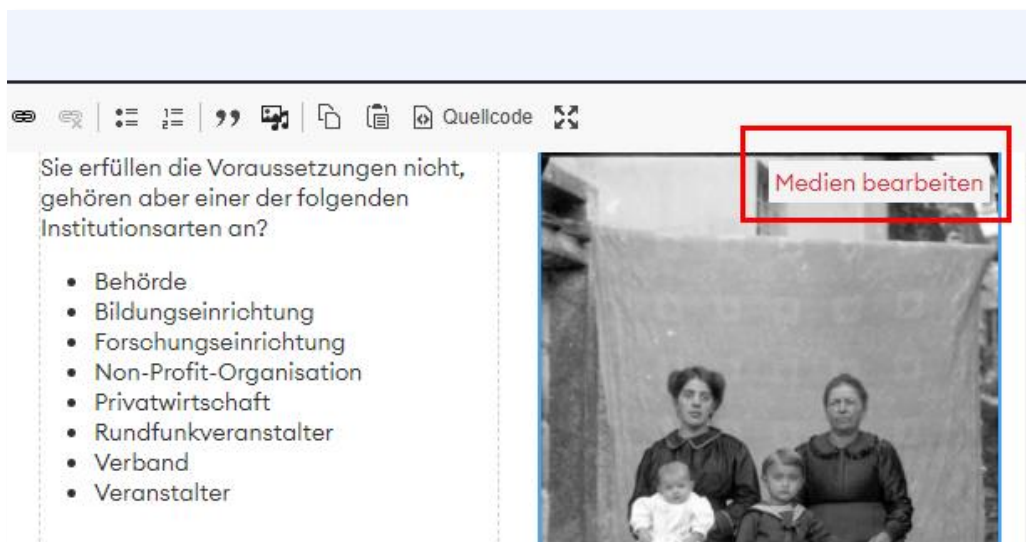 Quellcode
Sie erfüllen die Voraussetzungen nicht,
gehören aber einer der folgenden
Institutionsarten an?
Behörde
Bildungseinrichtung
Forschungseinrichtung
Non-Profit-Organisation
Privatwirtschaft
Rundfunkveranstalter
Verband
Veranstalter
Medien bearbeiten